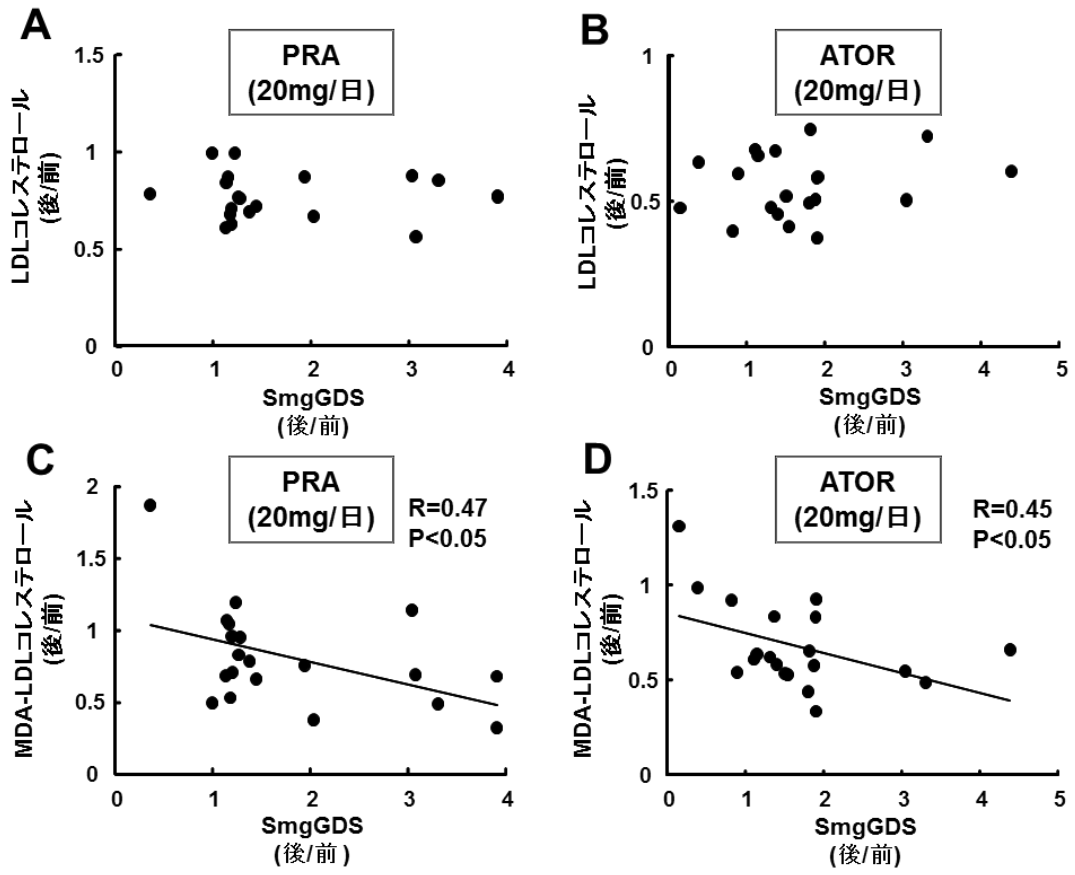 A
PRA
(20mg/日)
LDLコレステロール
(後/前)
1.5
1
0.5
0
0
1
2
3
4
SmgGDS
(後/前)
B
ATOR
(20mg/日)
LDLコレステロール
(後/前)
1
0.5
0
0
1
2
3
4
5
SmgGDS
(後/前)
C
PRA
(20mg/日)
R=0.47
P<0.05
MDA-LDLコレステロール
(後/前)
2
1.5
1
0.5
0
0
1
2
3
4
SmgGDS
(後/前)
D
ATOR
(20mg/日)
R=0.45
P<0.05
MDA-LDLコレステロール
(後/前)
1.5
1
0.5
0
0
1
2
3
4
5
SmgGDS
(後/前)